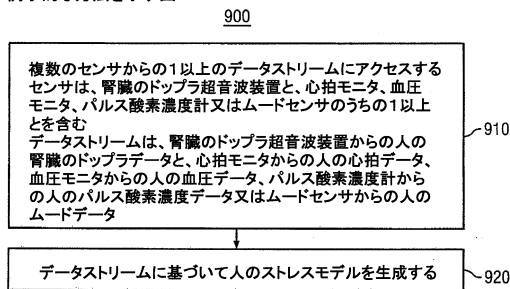 900
複数のセンサからの1以上のデータストリームにアクセスする
センサは、腎臓のドップラ超音波装置と、心拍モニタ、血圧
モニタ、パルス酸素濃度計又はムードセンサのうちの1以上
とを含む
データストリームは、腎臓のドップラ超音波装置からの人の
腎臓のドップラデータと、心拍モニタからの人の心拍データ、
血圧モニタからの人の血圧データ、パルス酸素濃度計から
の人のパルス酸素濃度データ又はムードセンサからの人の
ムードデータ
910
データストリームに基づいて人のストレスモデルを生成する
920